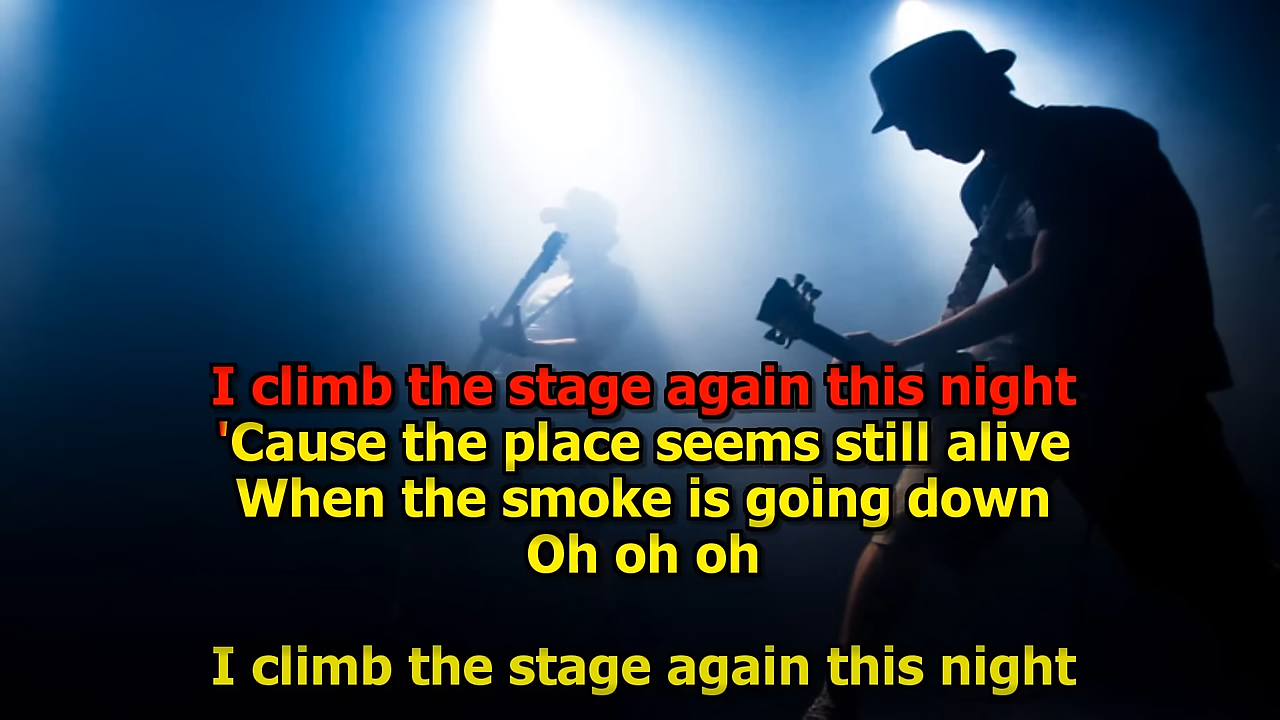 I climb the stage again this night
'Cause the place seems still alive
When the smoke is going down
Oh oh oh
I climb the stage again this night